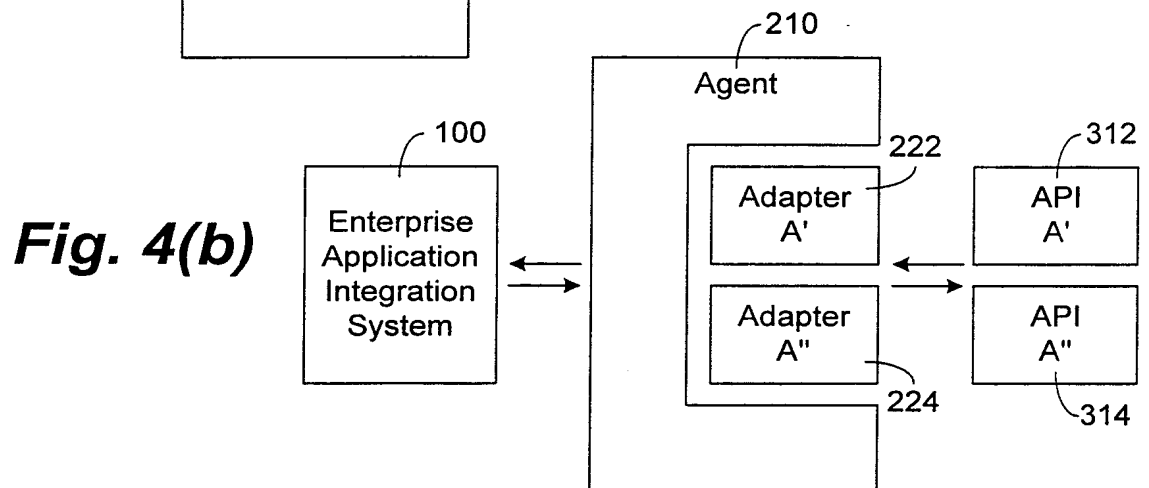 210
Agent
100
222
312
Enterprise
Application
Integration
System
Adapter
A'
API
A'
Fig. 4(b)
Adapter
A"
API
A"
224
314